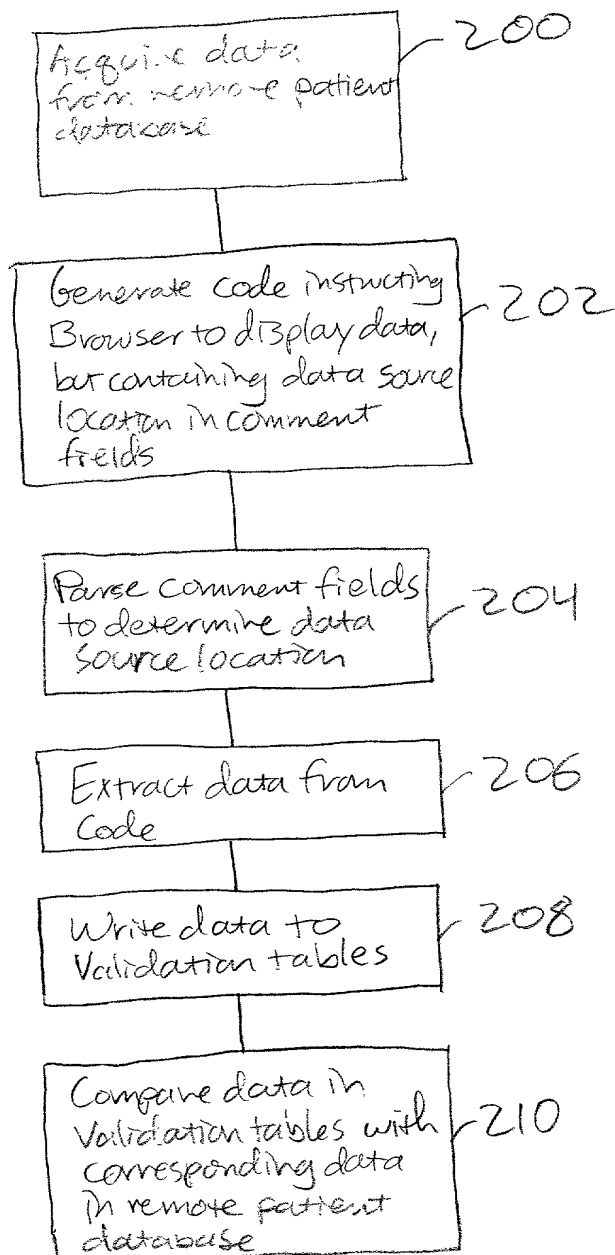 200
Acquire data
from remote patient
database
202
Generate code instructing
Browser to display data,
but containing data source
location in comment
fields
204
Parse comment fields
to determine data
source location
206
Extract data from
Code
208
Write data to
Validation tables
210
Compare data in
Validation tables with
corresponding data
in remote patient
database